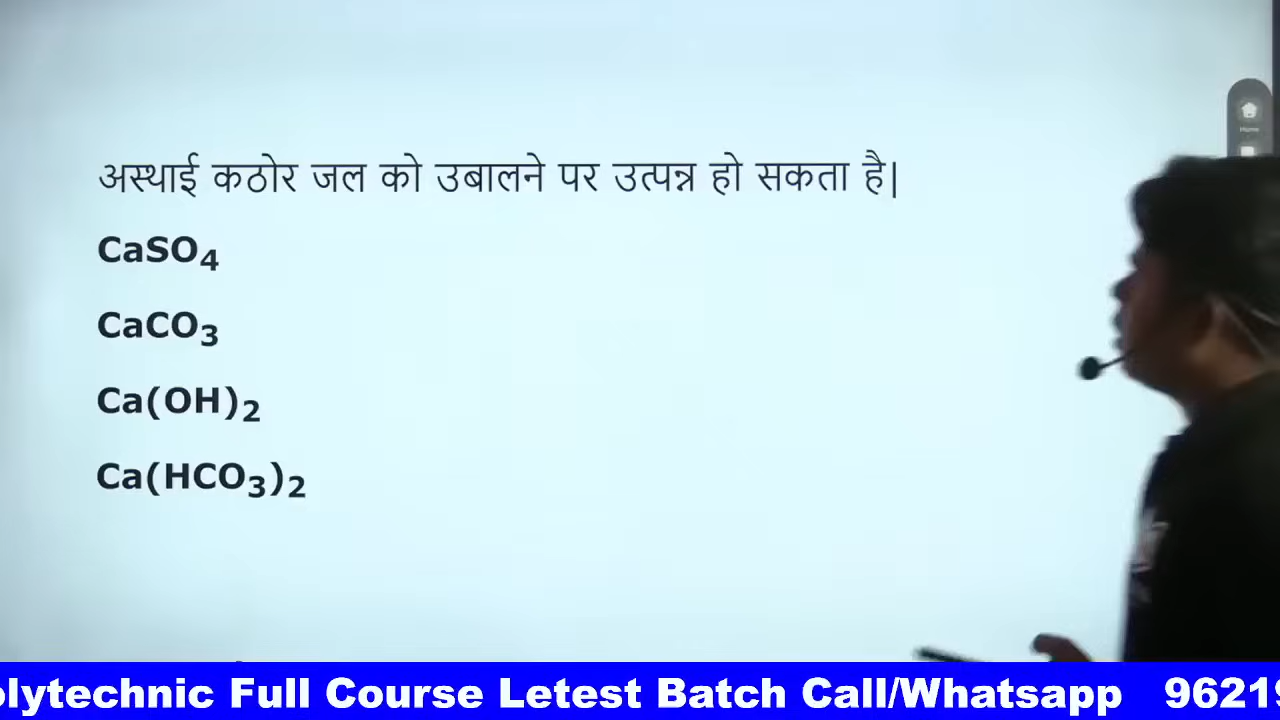 अस्थाई कठोर जल को उबालने पर उत्पन्न हो सकता है|
CaSO₄
CaCO₃
Ca(OH)₂
Ca(HCO₃)₂
Home
olytechnic Full Course Letest Batch Call/Whatsapp 96219